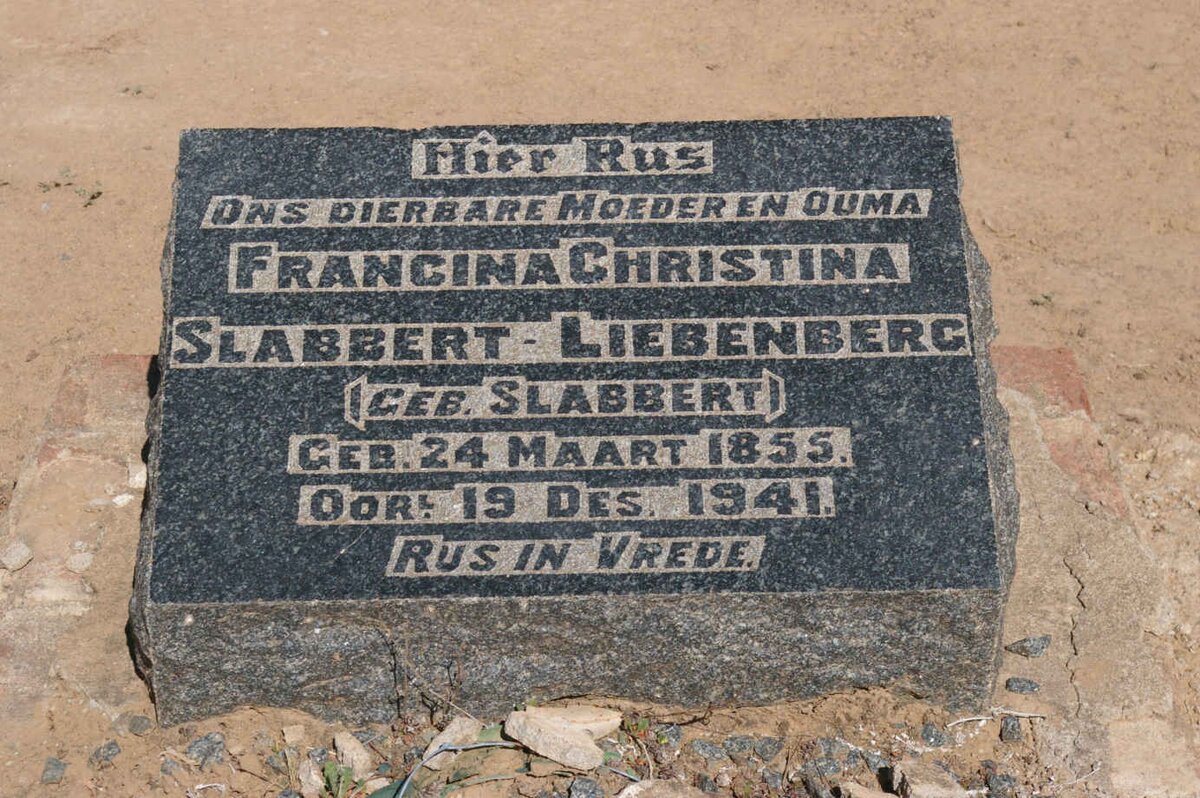 Hîer Rus
ONS DIERBARE MOEDER EN OUMA
FRANCINA CHRISTINA
SLABBERT - LIEBENBERG
(GEB. SLABBERT)
GEB. 24 MAART 1855.
OORL. 19 DES. 1941.
RUS IN VREDE.